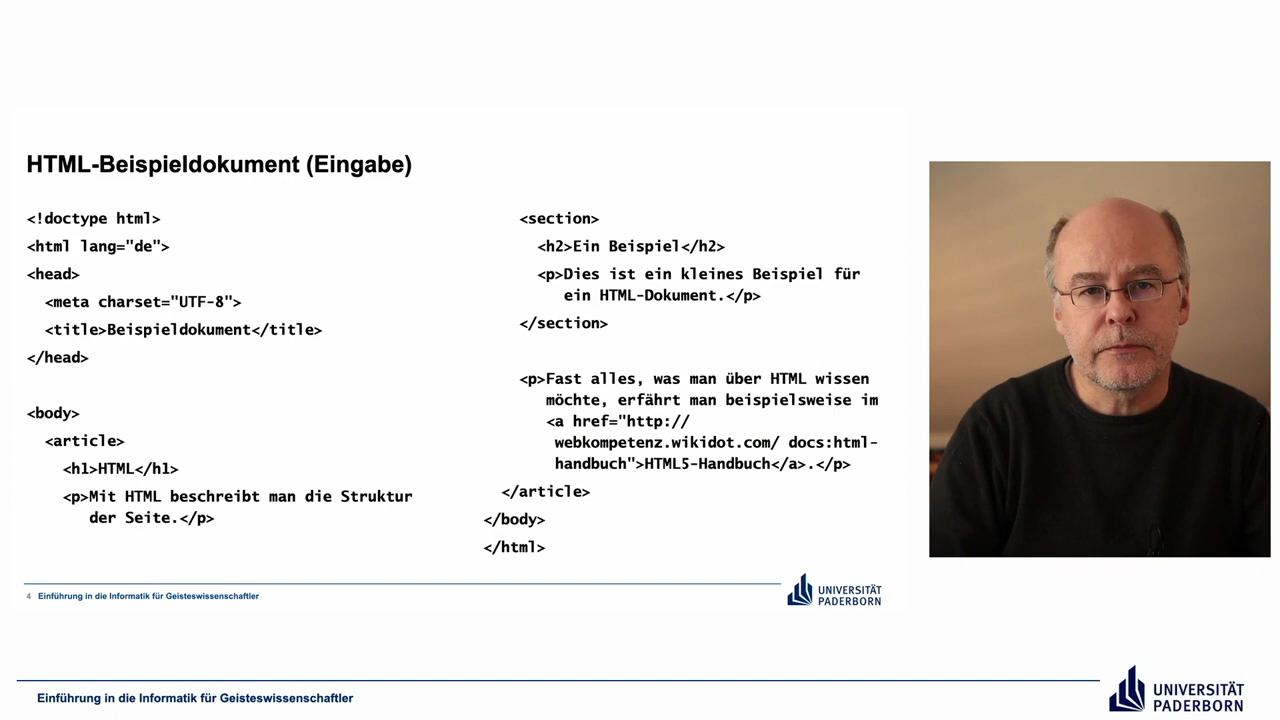 HTML-Beispieldokument (Eingabe)
<!doctype html>
<html lang="de">
<head>
<meta charset="UTF-8">
<title>Beispieldokument</title>
</head>
<body>
<article>
<h1>HTML</h1>
<p>Mit HTML beschreibt man die Struktur
der Seite.</p>
<section>
<h2>Ein Beispiel</h2>
<p>Dies ist ein kleines Beispiel für
ein HTML-Dokument.</p>
</section>
<p>Fast alles, was man über HTML wissen
möchte, erfährt man beispielsweise im
<a href="http://
webkompetenz.wikidot.com/ docs:html-
handbuch">HTML5-Handbuch</a>.</p>
</article>
</body>
</html>
4 Einführung in die Informatik für Geisteswissenschaftler
UNIVERSITÄT
PADERBORN
Einführung in die Informatik für Geisteswissenschaftler
UNIVERSITÄT
PADERBORN